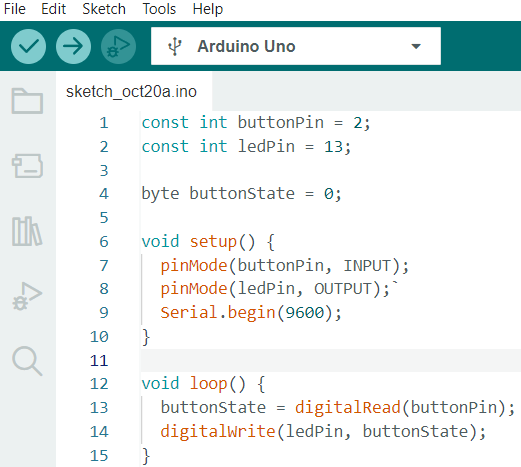 File Edit Sketch Tools Help
Arduino Uno
sketch_oct20a.ino
1 const int buttonPin = 2;
2 const int ledPin = 13;
3
4 byte buttonState = 0;
5
6 void setup() {
7 pinMode(buttonPin, INPUT);
8 pinMode(ledPin, OUTPUT);`
9 Serial.begin(9600);
10 }
11
12 void loop() {
13 buttonState = digitalRead(buttonPin);
14 digitalWrite(ledPin, buttonState);
15 }